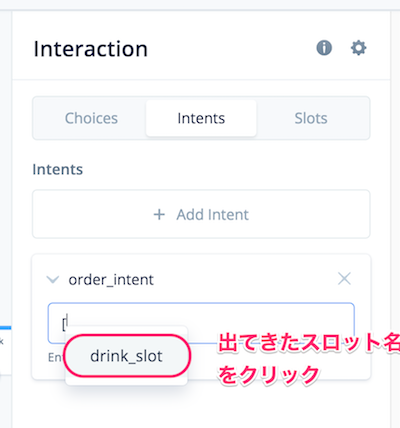 Interaction
Choices
Intents
Slots
Intents
+ Add Intent
order_intent
[
drink_slot
出てきたスロット名
をクリック